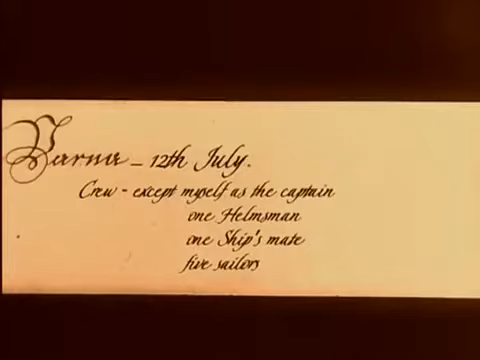 Varna - 12th July.
Crew - except myself as the captain
one Helmsman
one Ship's mate
five sailors